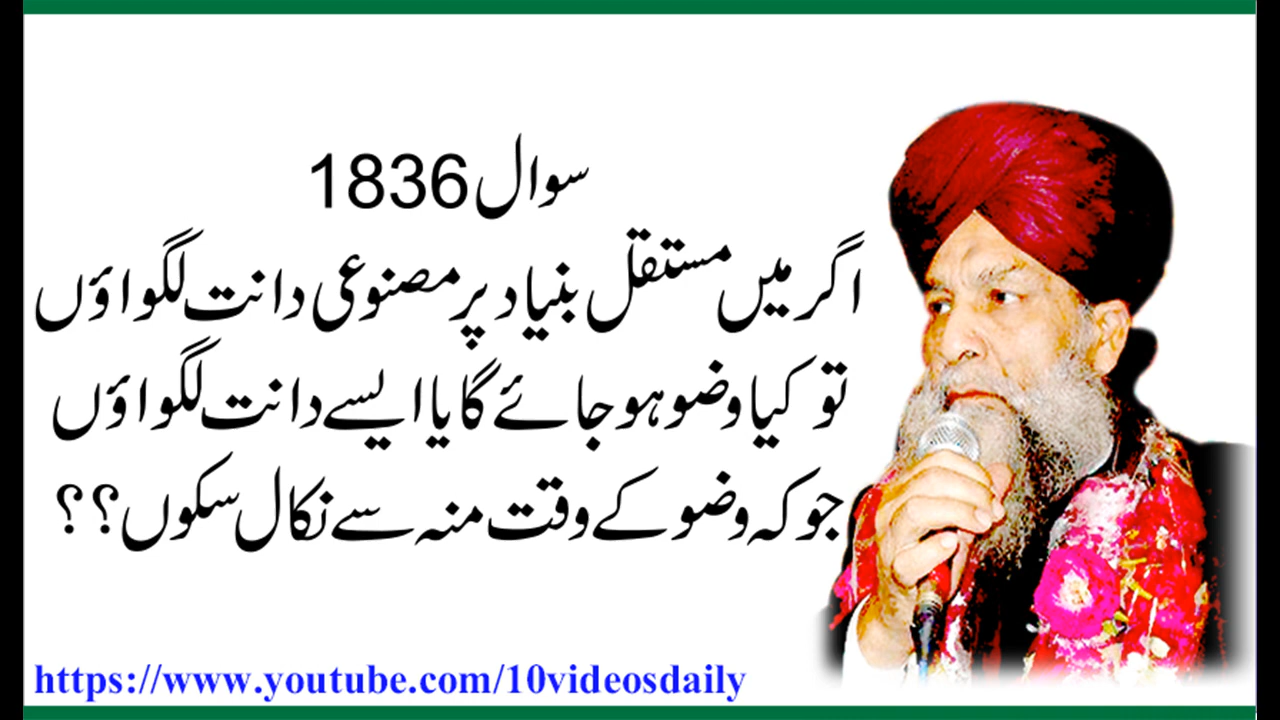 سوال 1836
اگر میں مستقل بنیاد پر مصنوعی دانت لگواؤں
تو کیا وضو ہو جائے گا یا ایسے دانت لگواؤں
جو کہ وضو کے وقت منہ سے نکال سکوں؟؟
https://www.youtube.com/10videosdaily